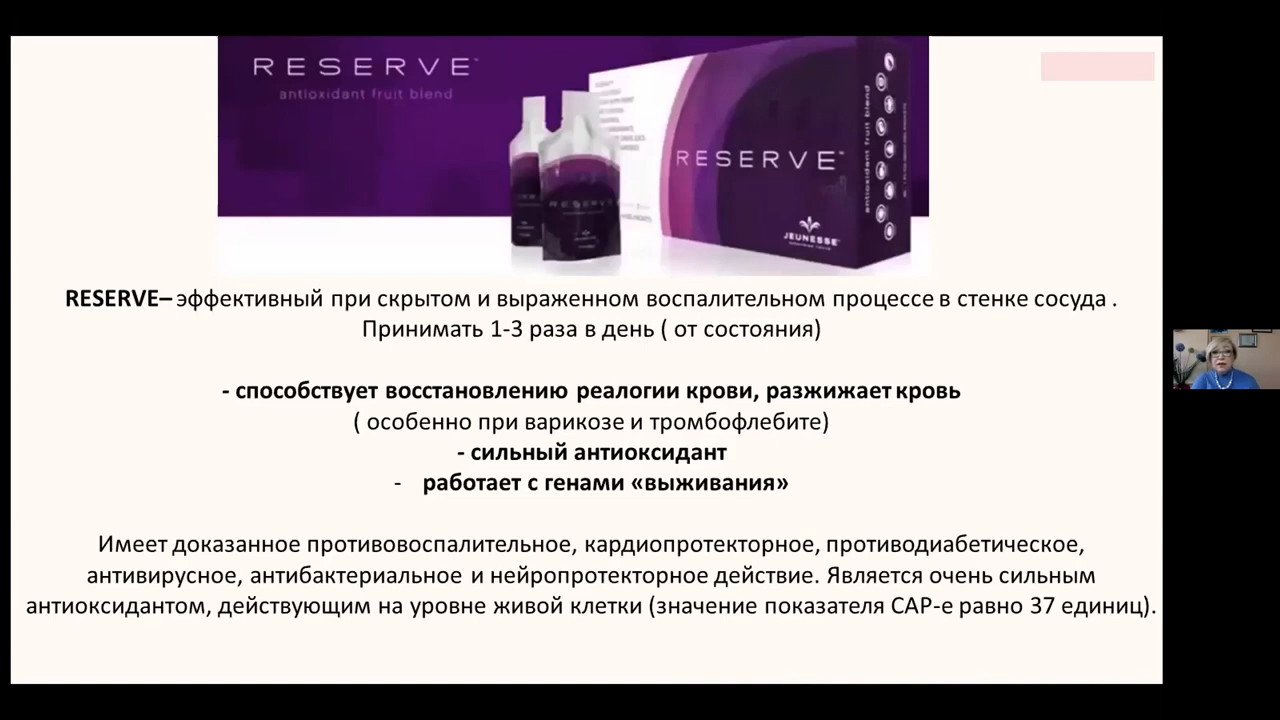 RESERVE™
antioxidant fruit blend
RESERVE™
antioxidant fruit blend
JEUNESSE
RESERVE
RESERVE– эффективный при скрытом и выраженном воспалительном процессе в стенке сосуда .
Принимать 1-3 раза в день ( от состояния)
- способствует восстановлению реалогии крови, разжижает кровь
( особенно при варикозе и тромбофлебите)
- сильный антиоксидант
- работает с генами «выживания»
Имеет доказанное противовоспалительное, кардиопротекторное, противодиабетическое,
антивирусное, антибактериальное и нейропротекторное действие. Является очень сильным
антиоксидантом, действующим на уровне живой клетки (значение показателя CAP-e равно 37 единиц).